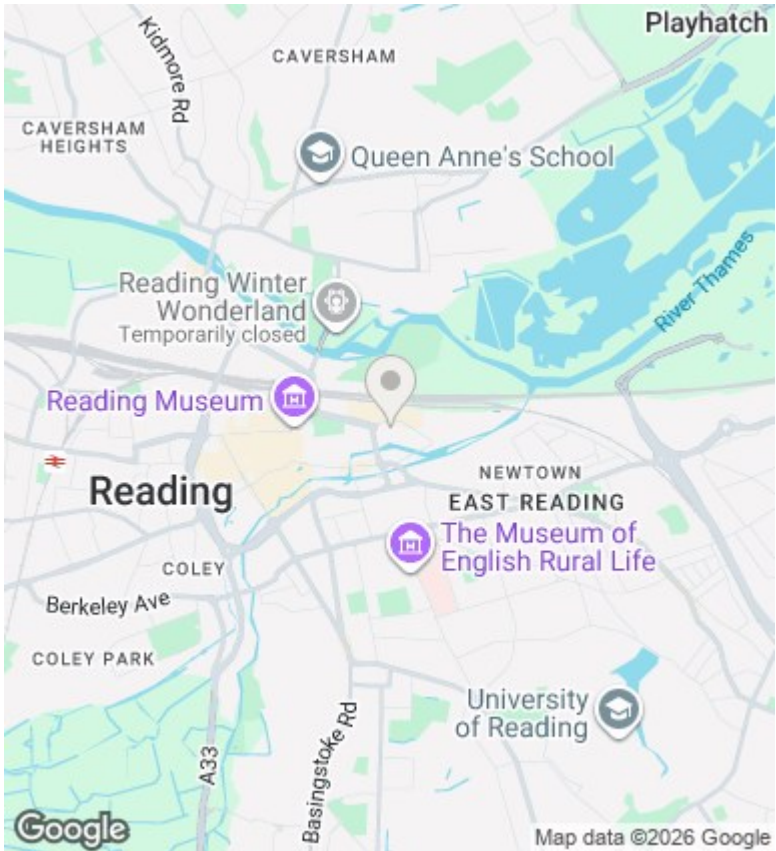 Playhatch
Kidmore Rd
CAVERSHAM
CAVERSHAM
HEIGHTS
Queen Anne's School
Reading Winter
Wonderland
Temporarily closed
River Thames
Reading Museum
Reading
NEWTOWN
EAST READING
The Museum of
English Rural Life
COLEY
Berkeley Ave
COLEY PARK
University
of Reading
A33
Basingstoke Rd
Google
Map data ©2026 Google